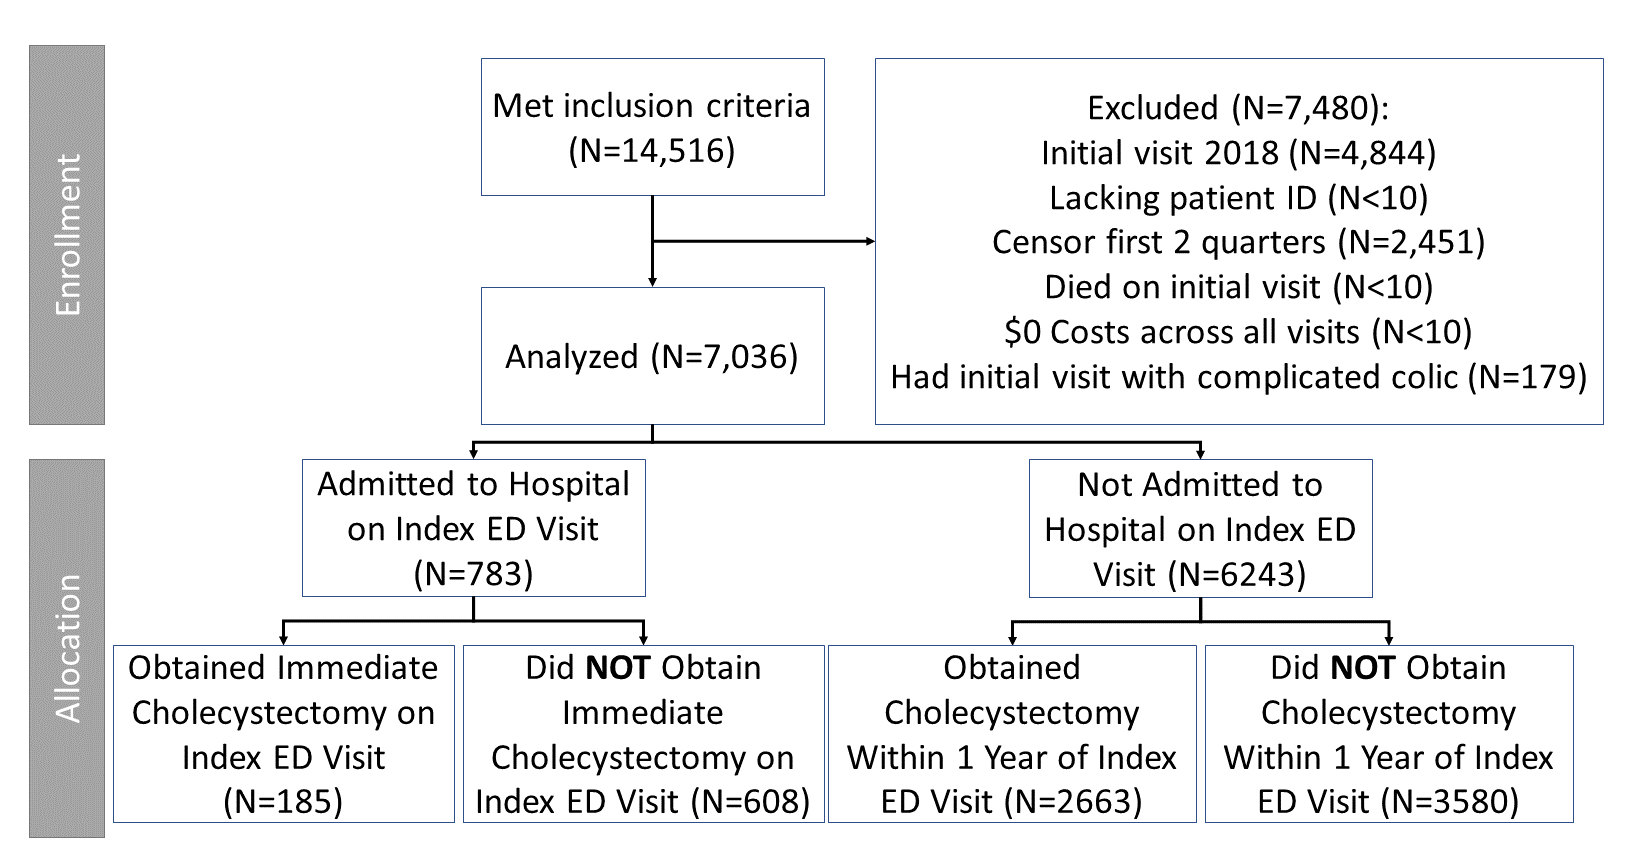 Enrollment
Met inclusion criteria
(N=14,516)
Excluded (N=7,480):
Initial visit 2018 (N=4,844)
Lacking patient ID (N<10)
Censor first 2 quarters (N=2,451)
Died on initial visit (N<10)
$0 Costs across all visits (N<10)
Had initial visit with complicated colic (N=179)
Analyzed (N=7,036)
Allocation
Admitted to Hospital
on Index ED Visit
(N=783)
Not Admitted to
Hospital on Index ED
Visit (N=6243)
Obtained Immediate
Cholecystectomy on
Index ED Visit
(N=185)
Did NOT Obtain
Immediate
Cholecystectomy on
Index ED Visit (N=608)
Obtained
Cholecystectomy
Within 1 Year of Index
ED Visit (N=2663)
Did NOT Obtain
Cholecystectomy
Within 1 Year of Index
ED Visit (N=3580)